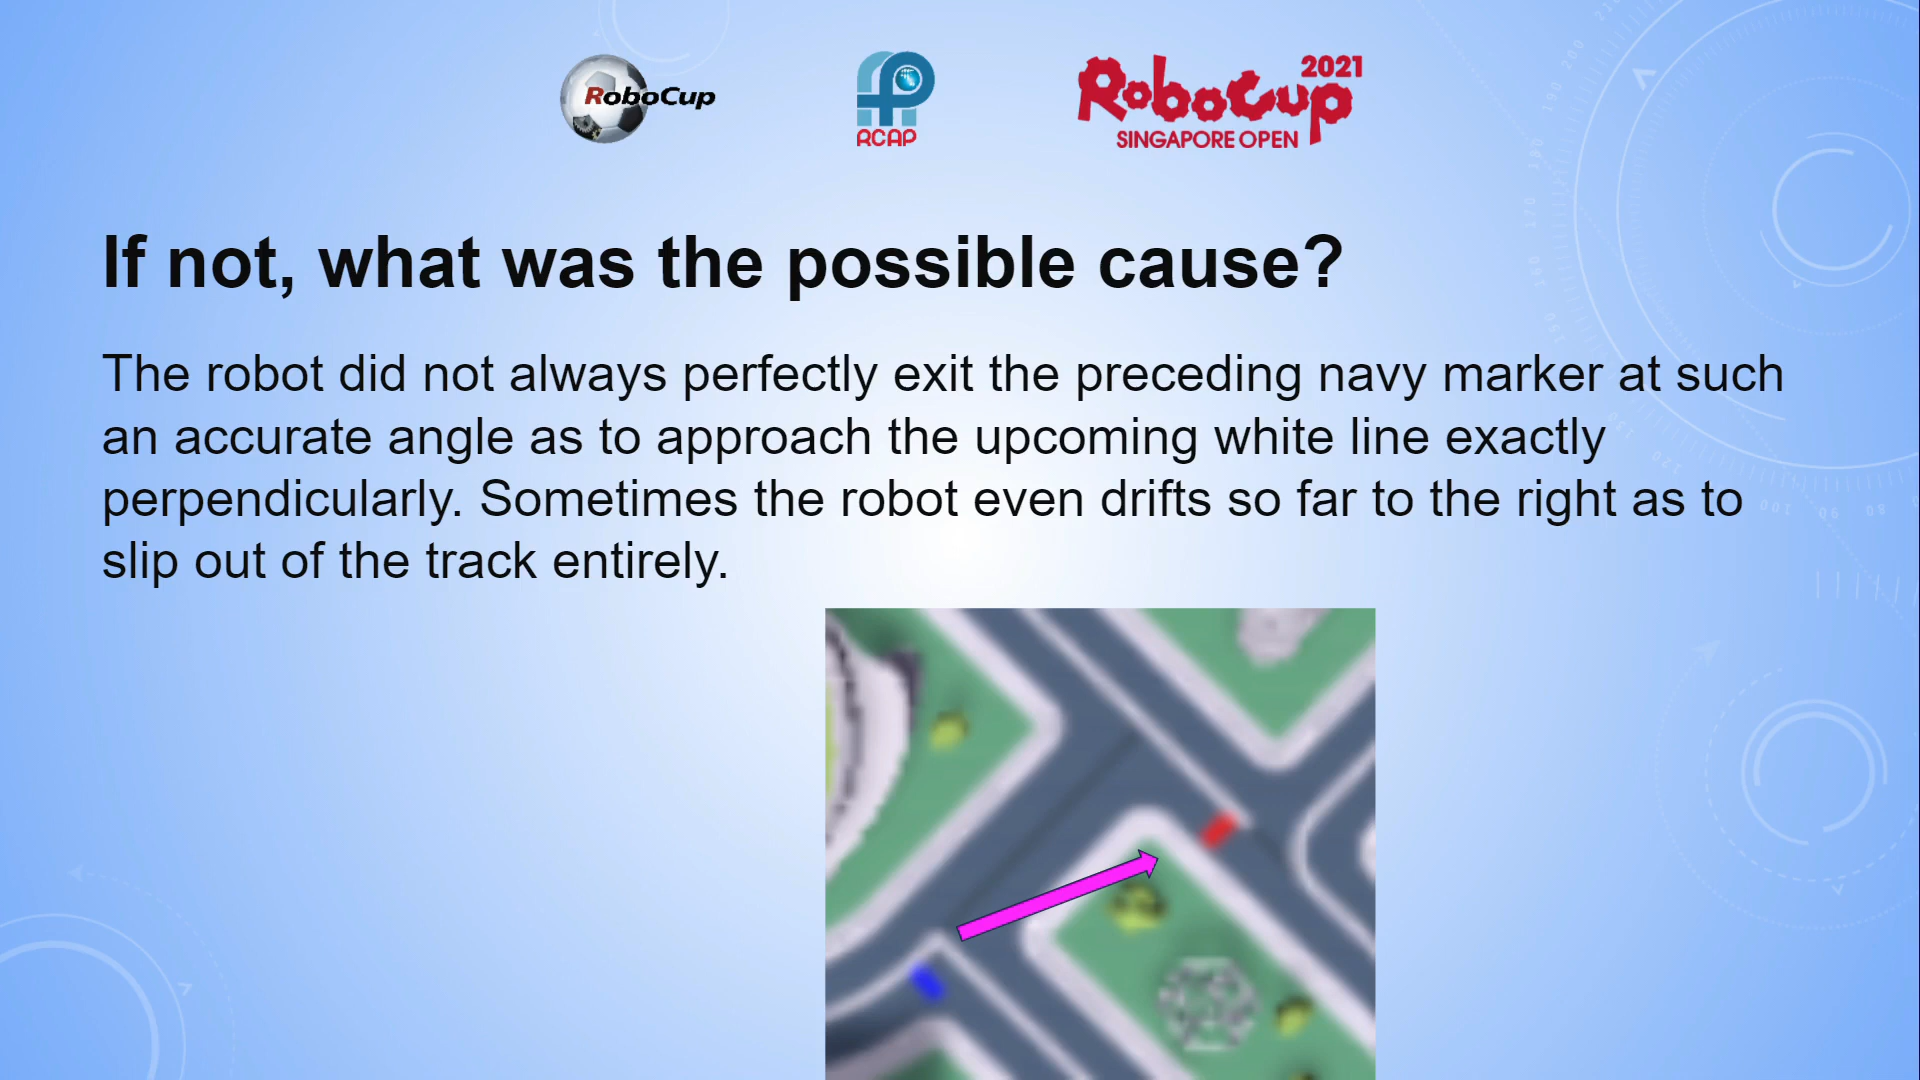 RoboCup
RCAP
2021
RoboCup
SINGAPORE OPEN
If not, what was the possible cause?
The robot did not always perfectly exit the preceding navy marker at such
an accurate angle as to approach the upcoming white line exactly
perpendicularly. Sometimes the robot even drifts so far to the right as to
slip out of the track entirely.